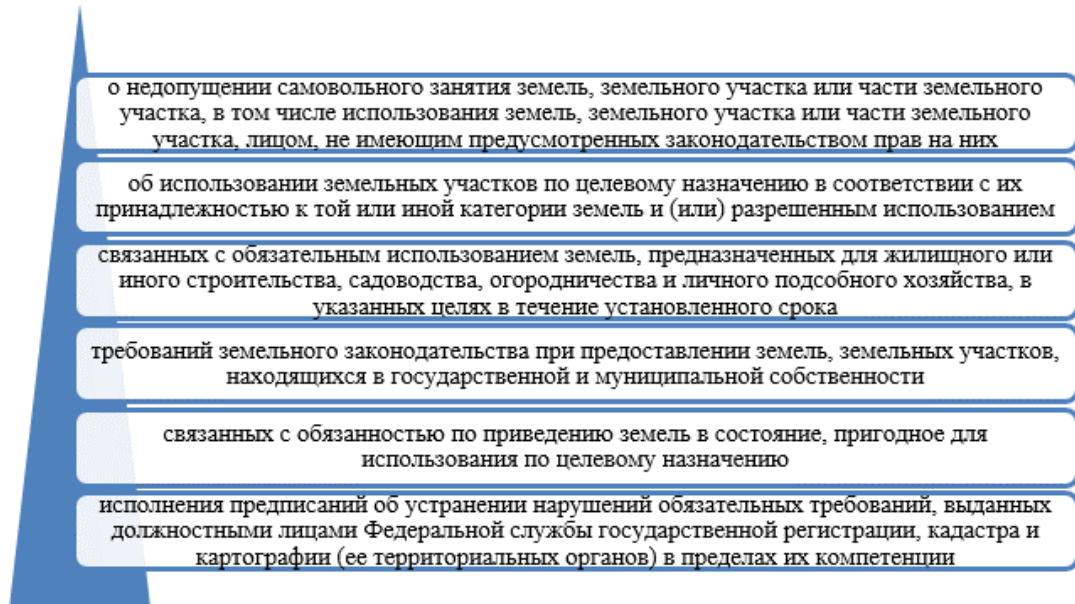 о недопущении самовольного занятия земель, земельного участка или части земельного
участка, в том числе использования земель, земельного участка или части земельного
участка, лицом, не имеющим предусмотренных законодательством прав на них
об использовании земельных участков по целевому назначению в соответствии с их
принадлежностью к той или иной категории земель и (или) разрешенным использованием
связанных с обязательным использованием земель, предназначенных для жилищного или
иного строительства, садоводства, огородничества и личного подсобного хозяйства, в
указанных целях в течение установленного срока
требований земельного законодательства при предоставлении земель, земельных участков,
находящихся в государственной и муниципальной собственности
связанных с обязанностью по приведению земель в состояние, пригодное для
использования по целевому назначению
исполнения предписаний об устранении нарушений обязательных требований, выданных
должностными лицами Федеральной службы государственной регистрации, кадастра и
картографии (ее территориальных органов) в пределах их компетенции